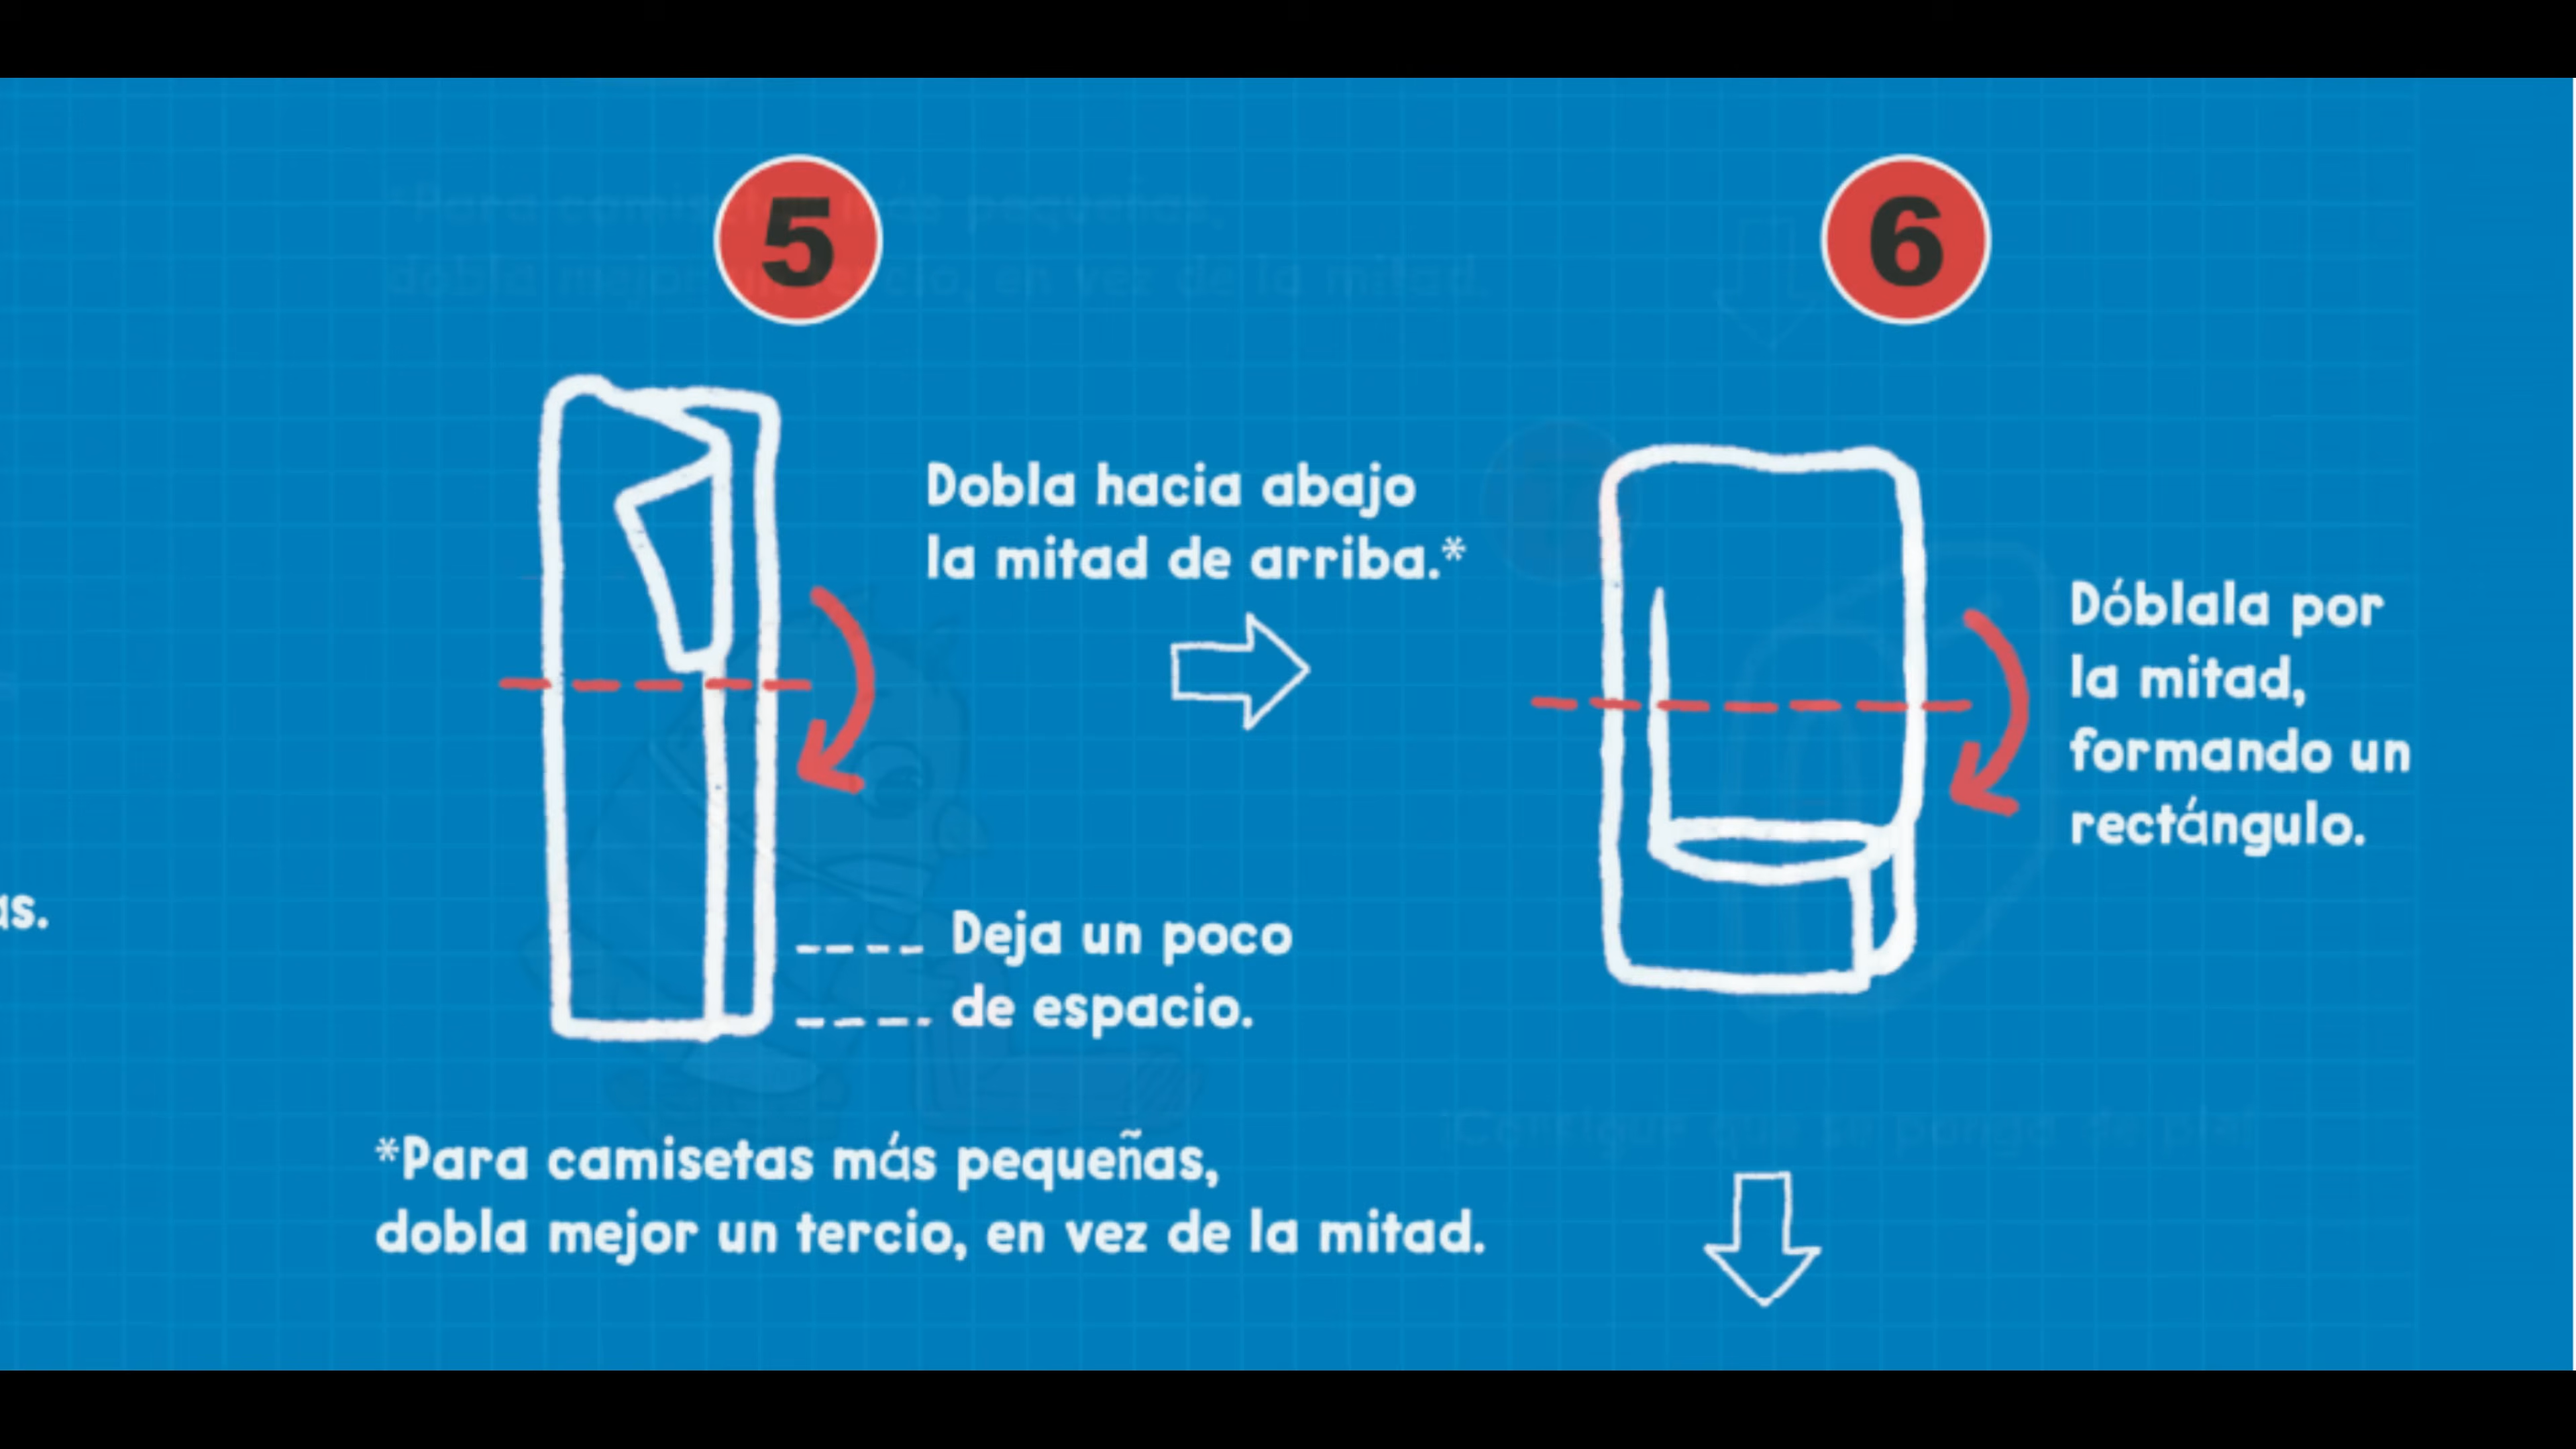 5
6
Dobla hacia abajo
la mitad de arriba.*
Dóblala por
la mitad,
formando un
rectángulo.
as.
Deja un poco
de espacio.
*Para camisetas más pequeñas,
dobla mejor un tercio, en vez de la mitad.